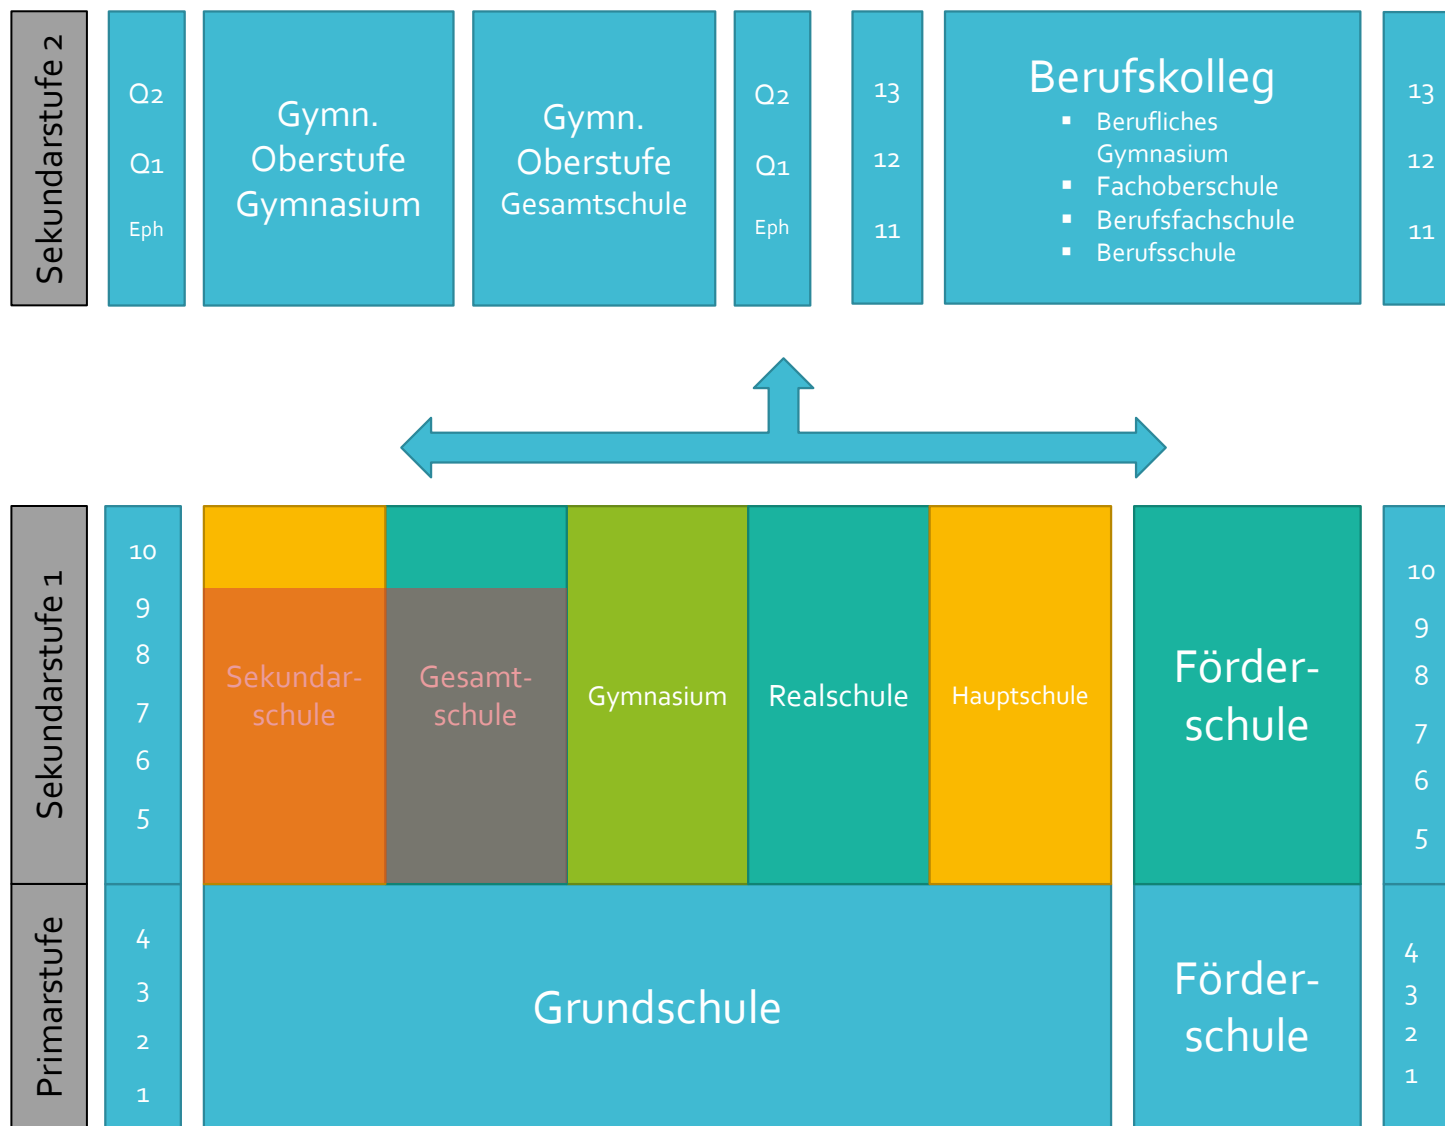 Sekundarstufe 2
Q2
Q1
Eph
Gymn.
Oberstufe
Gymnasium
Gymn.
Oberstufe
Gesamtschule
Q2
Q1
Eph
13
12
11
Berufskolleg
▪ Berufliches
Gymnasium
▪ Fachoberschule
▪ Berufsfachschule
▪ Berufsschule
13
12
11
Sekundarstufe 1
10
9
8
7
6
5
Sekundar-
schule
Gesamt-
schule
Gymnasium
Realschule
Hauptschule
Förder-
schule
10
9
8
7
6
5
Primarstufe
4
3
2
1
Grundschule
Förder-
schule
4
3
2
1